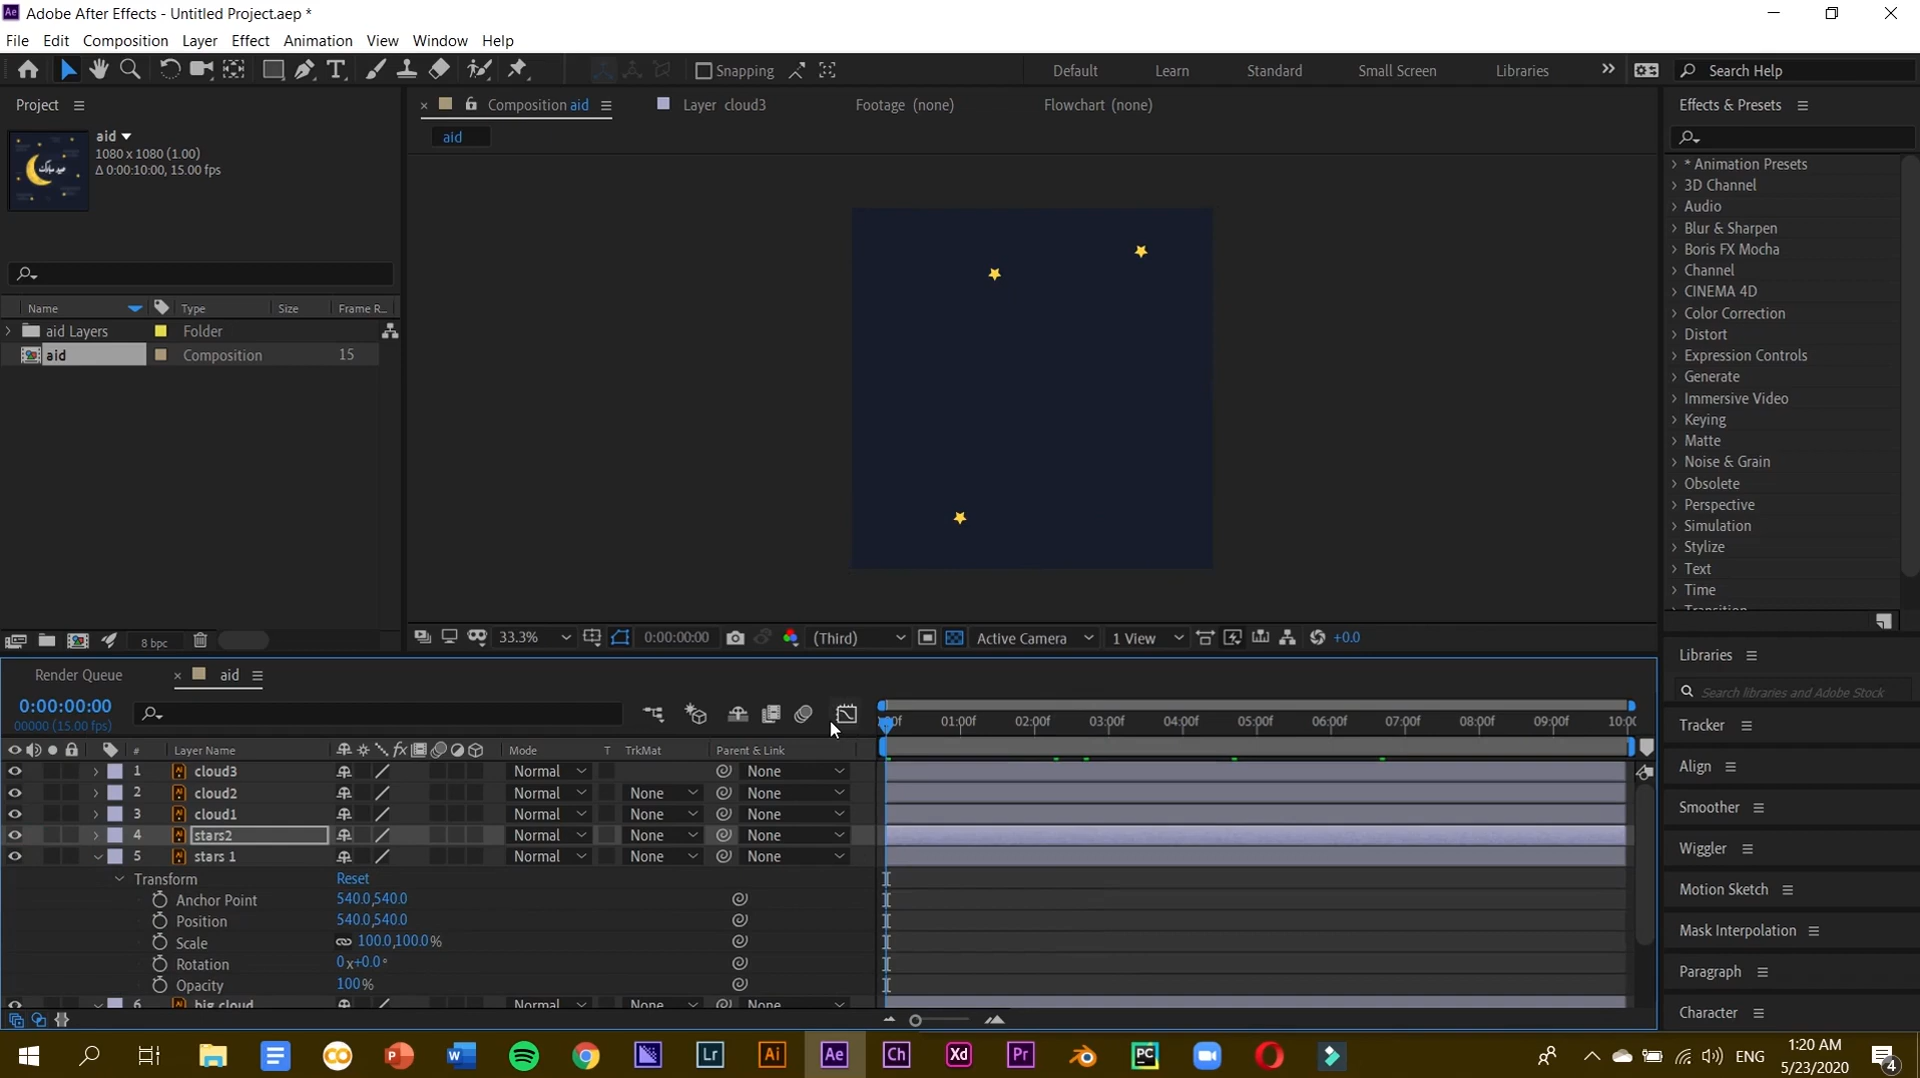 Adobe After Effects - Untitled Project.aep *
File Edit Composition Layer Effect Animation View Window Help
Snapping Default Learn Standard Small Screen Libraries Search Help
Project
Composition aid Layer cloud3 Footage (none) Flowchart (none)
Effects & Presets
aid
1080 x 1080 (1.00)
Δ 0:00:10:00, 15.00 fps
عيد مبارك
aid
Name Type Size Frame R...
aid Layers Folder
aid Composition 15
* Animation Presets
3D Channel
Audio
Blur & Sharpen
Boris FX Mocha
Channel
CINEMA 4D
Color Correction
Distort
Expression Controls
Generate
Immersive Video
Keying
Matte
Noise & Grain
Obsolete
Perspective
Simulation
Stylize
Text
Time
Transition
8 bpc
33.3% 0:00:00:00 (Third) Active Camera 1 View +0.0
Libraries
Search libraries and Adobe Stock
Tracker
Align
Smoother
Wiggler
Motion Sketch
Mask Interpolation
Paragraph
Character
Render Queue aid
0:00:00:00
00000 (15.00 fps)
01:00f 02:00f 03:00f 04:00f 05:00f 06:00f 07:00f 08:00f 09:00f
# Layer Name Mode T TrkMat Parent & Link
1 cloud3 Normal None
2 cloud2 Normal None None
3 cloud1 Normal None None
4 stars2 Normal None None
5 stars 1 Normal None None
Transform Reset
Anchor Point 540.0,540.0
Position 540.0,540.0
Scale 100.0,100.0%
Rotation 0x+0.0°
Opacity 100%
6 big cloud Normal None None
ENG 1:20 AM
5/23/2020
4